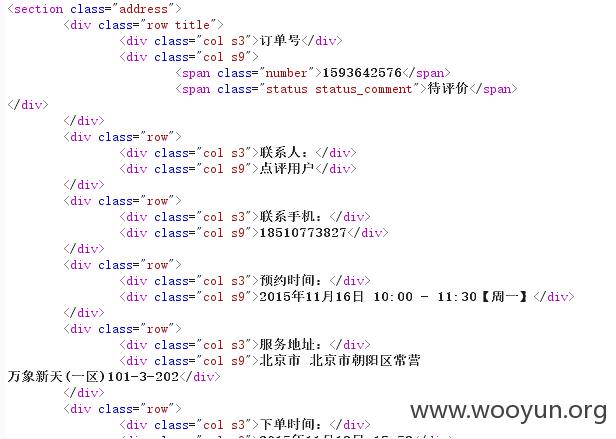 <section class="address">
<div class="row title">
<div class="col s3">订单号</div>
<div class="col s9">
<span class="number">1593642576</span>
<span class="status status_comment">待评价</span>
</div>
</div>
<div class="row">
<div class="col s3">联系人：</div>
<div class="col s9">点评用户</div>
</div>
<div class="row">
<div class="col s3">联系手机：</div>
<div class="col s9">18510773827</div>
</div>
<div class="row">
<div class="col s3">预约时间：</div>
<div class="col s9">2015年11月16日 10:00 - 11:30【周一】</div>
</div>
<div class="row">
<div class="col s3">服务地址：</div>
<div class="col s9">北京市 北京市朝阳区常营
万象新天(一区)101-3-202</div>
</div>
<div class="row">
<div class="col s3">下单时间：</div>
www.wooyun.org